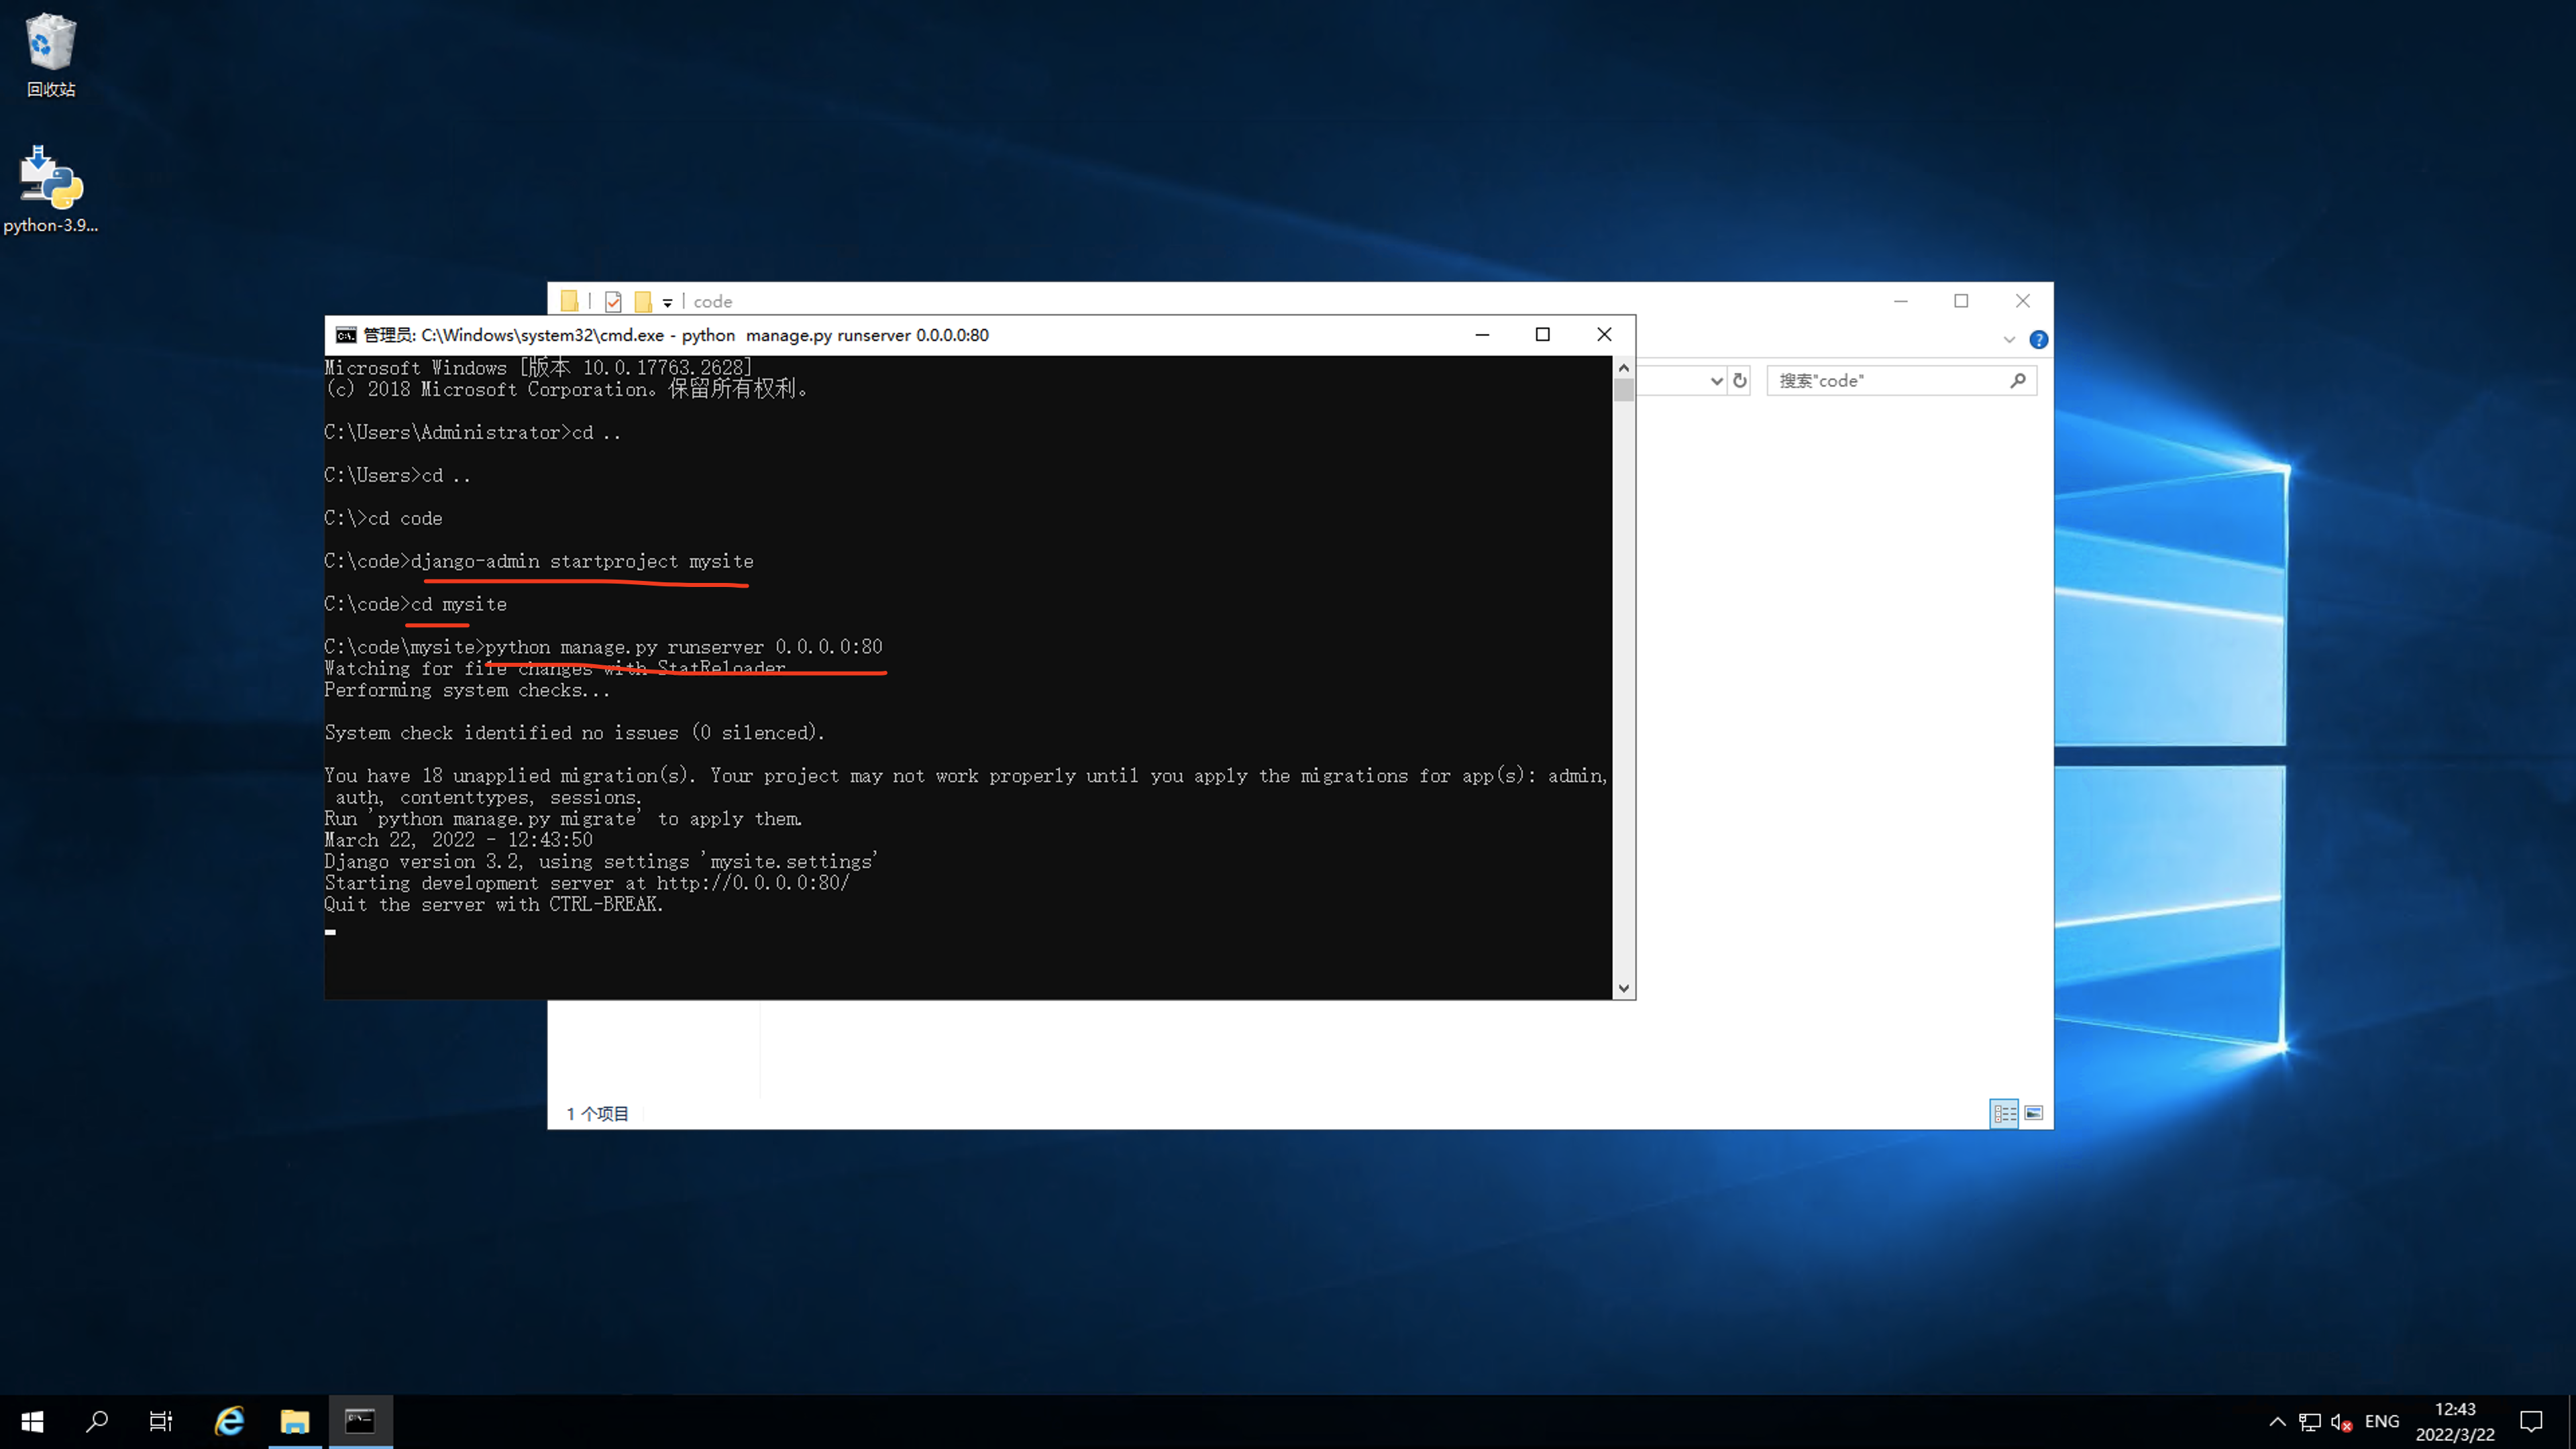 回收站
python-3.9...
code
管理员: C:\Windows\system32\cmd.exe - python  manage.py runserver 0.0.0.0:80
搜索"code"
Microsoft Windows [版本 10.0.17763.2628]
(c) 2018 Microsoft Corporation。保留所有权利。
C:\Users\Administrator>cd ..
C:\Users>cd ..
C:\>cd code
C:\code>django-admin startproject mysite
C:\code>cd mysite
C:\code\mysite>python manage.py runserver 0.0.0.0:80
Watching for file changes with StatReloader
Performing system checks...
System check identified no issues (0 silenced).
You have 18 unapplied migration(s). Your project may not work properly until you apply the migrations for app(s): admin,
auth, contenttypes, sessions.
Run 'python manage.py migrate' to apply them.
March 22, 2022 - 12:43:50
Django version 3.2, using settings 'mysite.settings'
Starting development server at http://0.0.0.0:80/
Quit the server with CTRL-BREAK.
1 个项目
ENG
12:43
2022/3/22